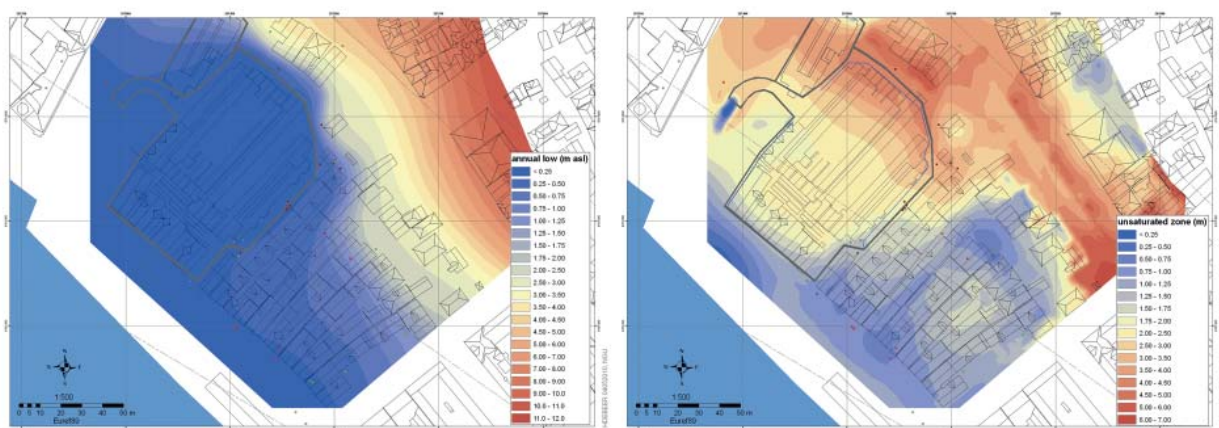 annual low (m asl)
< 0.25
0.25 - 0.50
0.50 - 0.75
0.75 - 1.00
1.00 - 1.25
1.25 - 1.50
1.50 - 1.75
1.75 - 2.00
2.00 - 2.50
2.50 - 3.00
3.00 - 3.50
3.50 - 4.00
4.00 - 4.50
4.50 - 5.00
5.00 - 6.00
6.00 - 7.00
7.00 - 8.00
8.00 - 9.00
9.00 - 10.0
10.0 - 11.0
11.0 - 12.0
N
1:500
0 5 10 20 30 40 50 m
Euref89
unsaturated zone (m)
< 0.25
0.25 - 0.50
0.50 - 0.75
0.75 - 1.00
1.00 - 1.25
1.25 - 1.50
1.50 - 1.75
1.75 - 2.00
2.00 - 2.50
2.50 - 3.00
3.00 - 3.50
3.50 - 4.00
4.00 - 4.50
4.50 - 5.00
5.00 - 6.00
6.00 - 7.00
N
1:500
0 5 10 20 30 40 50 m
Euref89